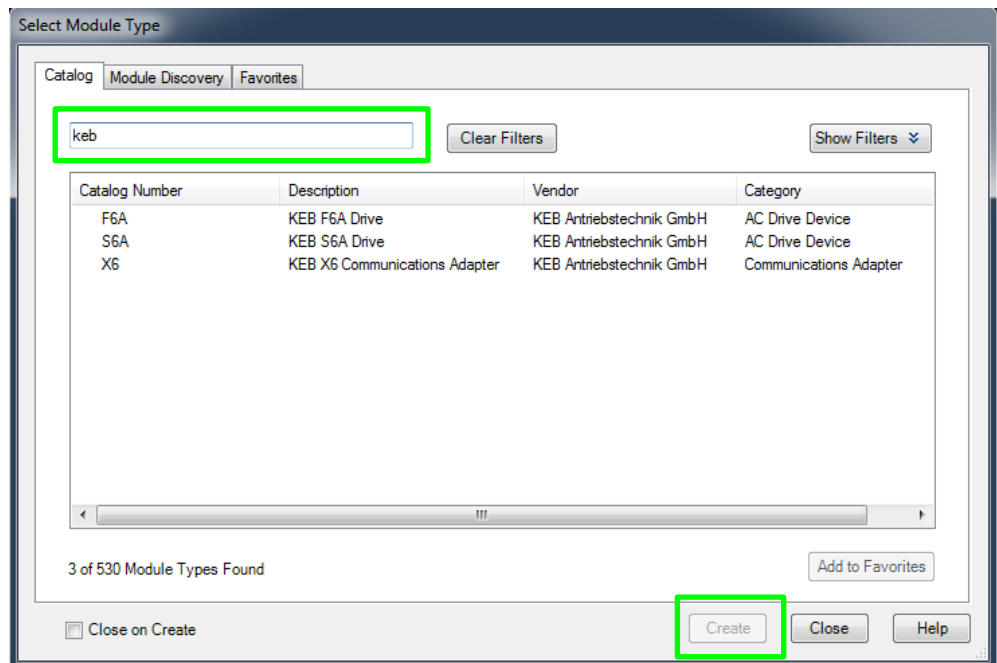 Select Module Type
Catalog Module Discovery Favorites
keb Clear Filters Show Filters
Catalog Number Description Vendor Category
F6A KEB F6A Drive KEB Antriebstechnik GmbH AC Drive Device
S6A KEB S6A Drive KEB Antriebstechnik GmbH AC Drive Device
X6 KEB X6 Communications Adapter KEB Antriebstechnik GmbH Communications Adapter
3 of 530 Module Types Found Add to Favorites
Close on Create Create Close Help